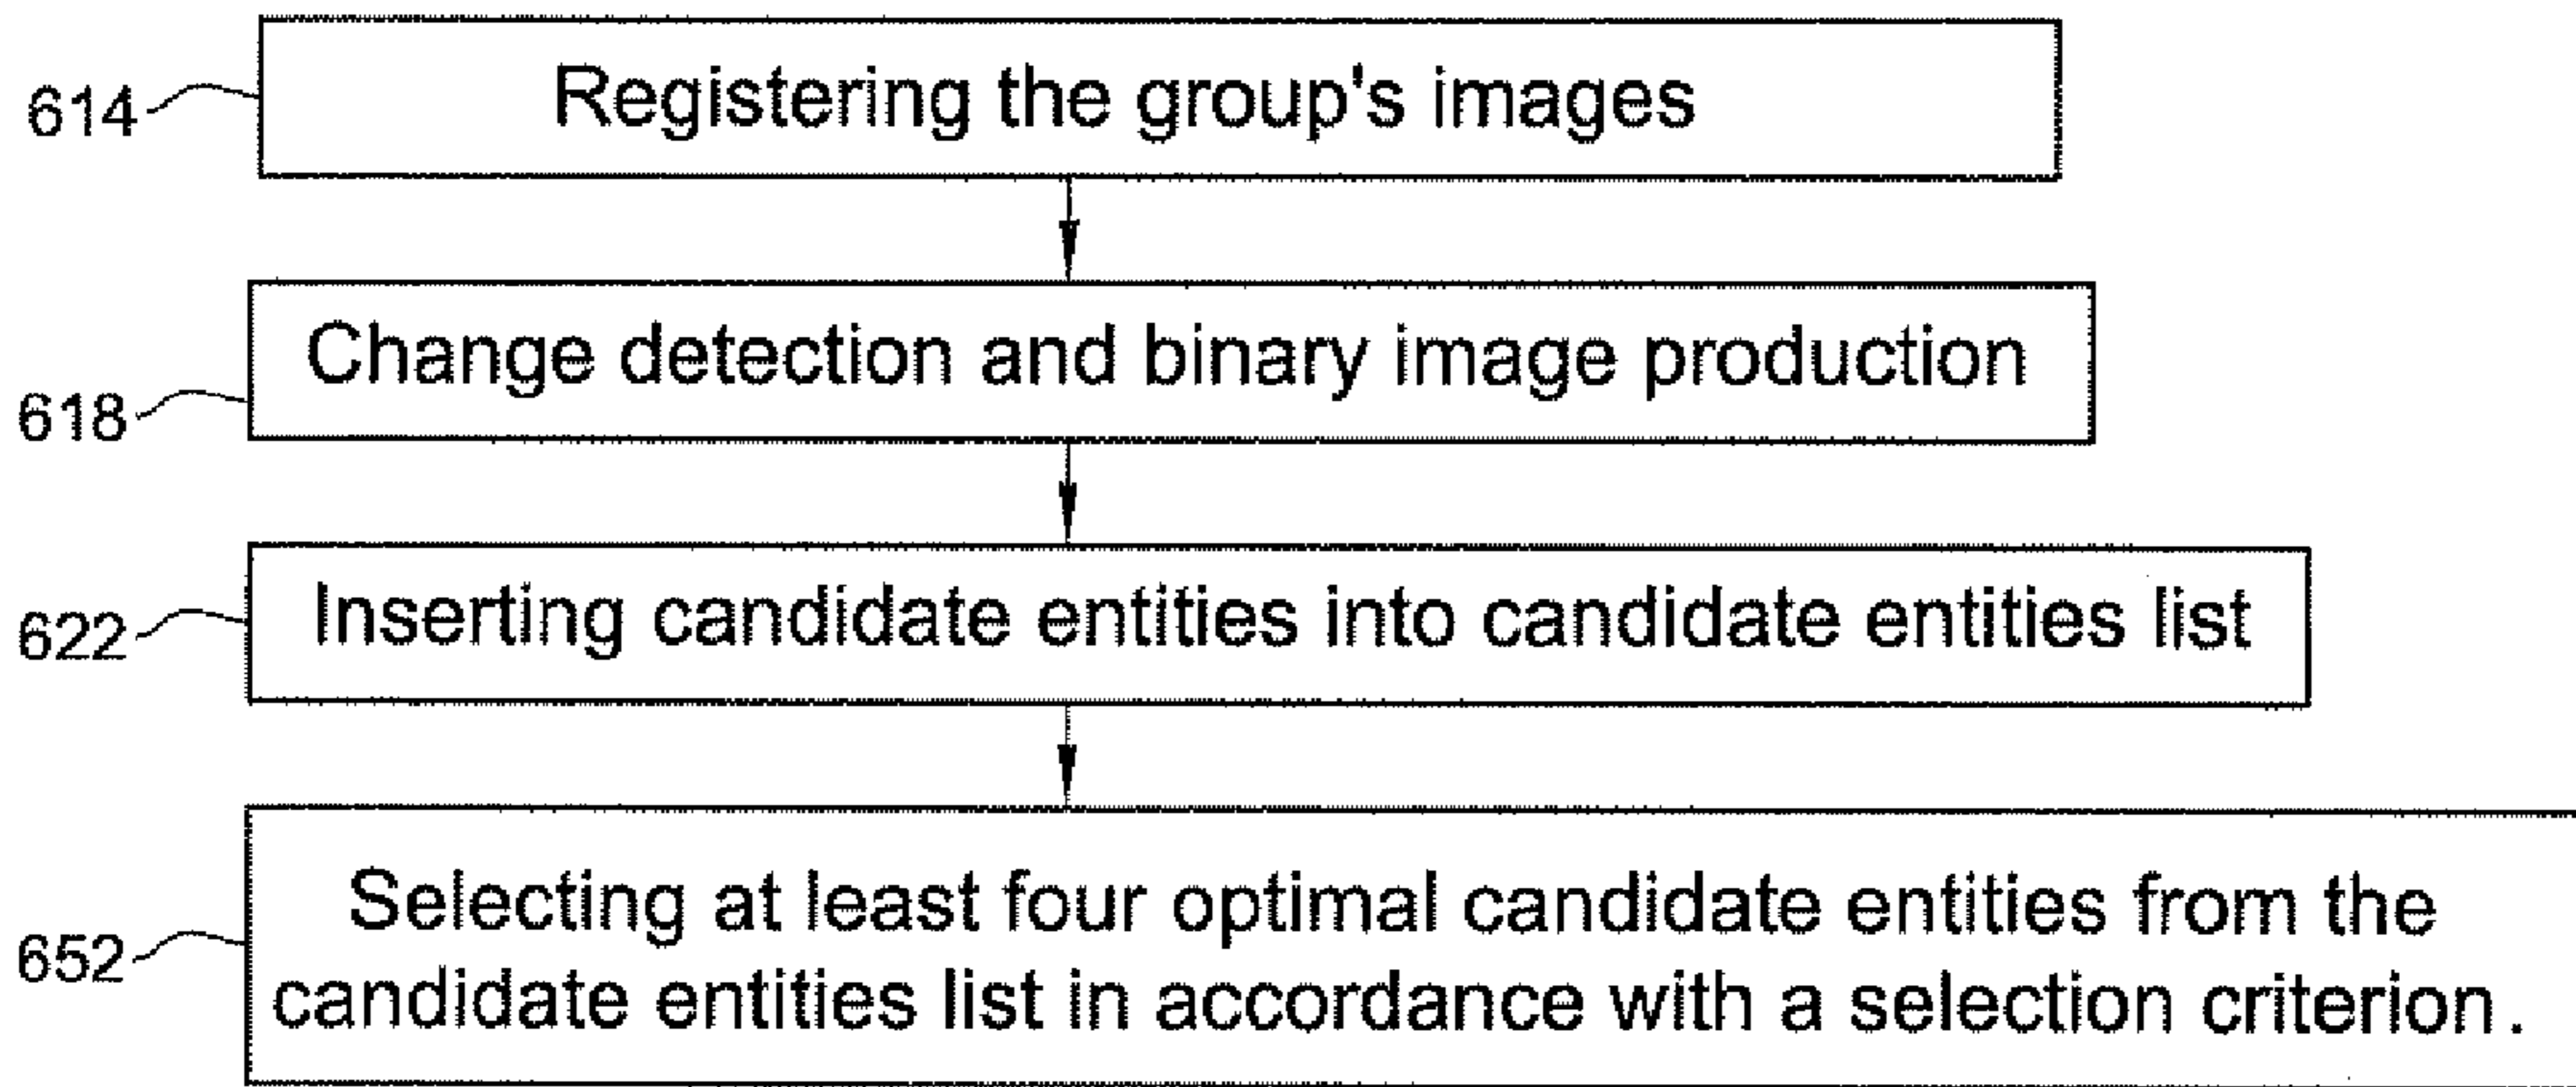 614
Registering the group's images
618
Change detection and binary image production
622
Inserting candidate entities into candidate entities list
652
Selecting at least four optimal candidate entities from the
candidate entities list in accordance with a selection criterion.